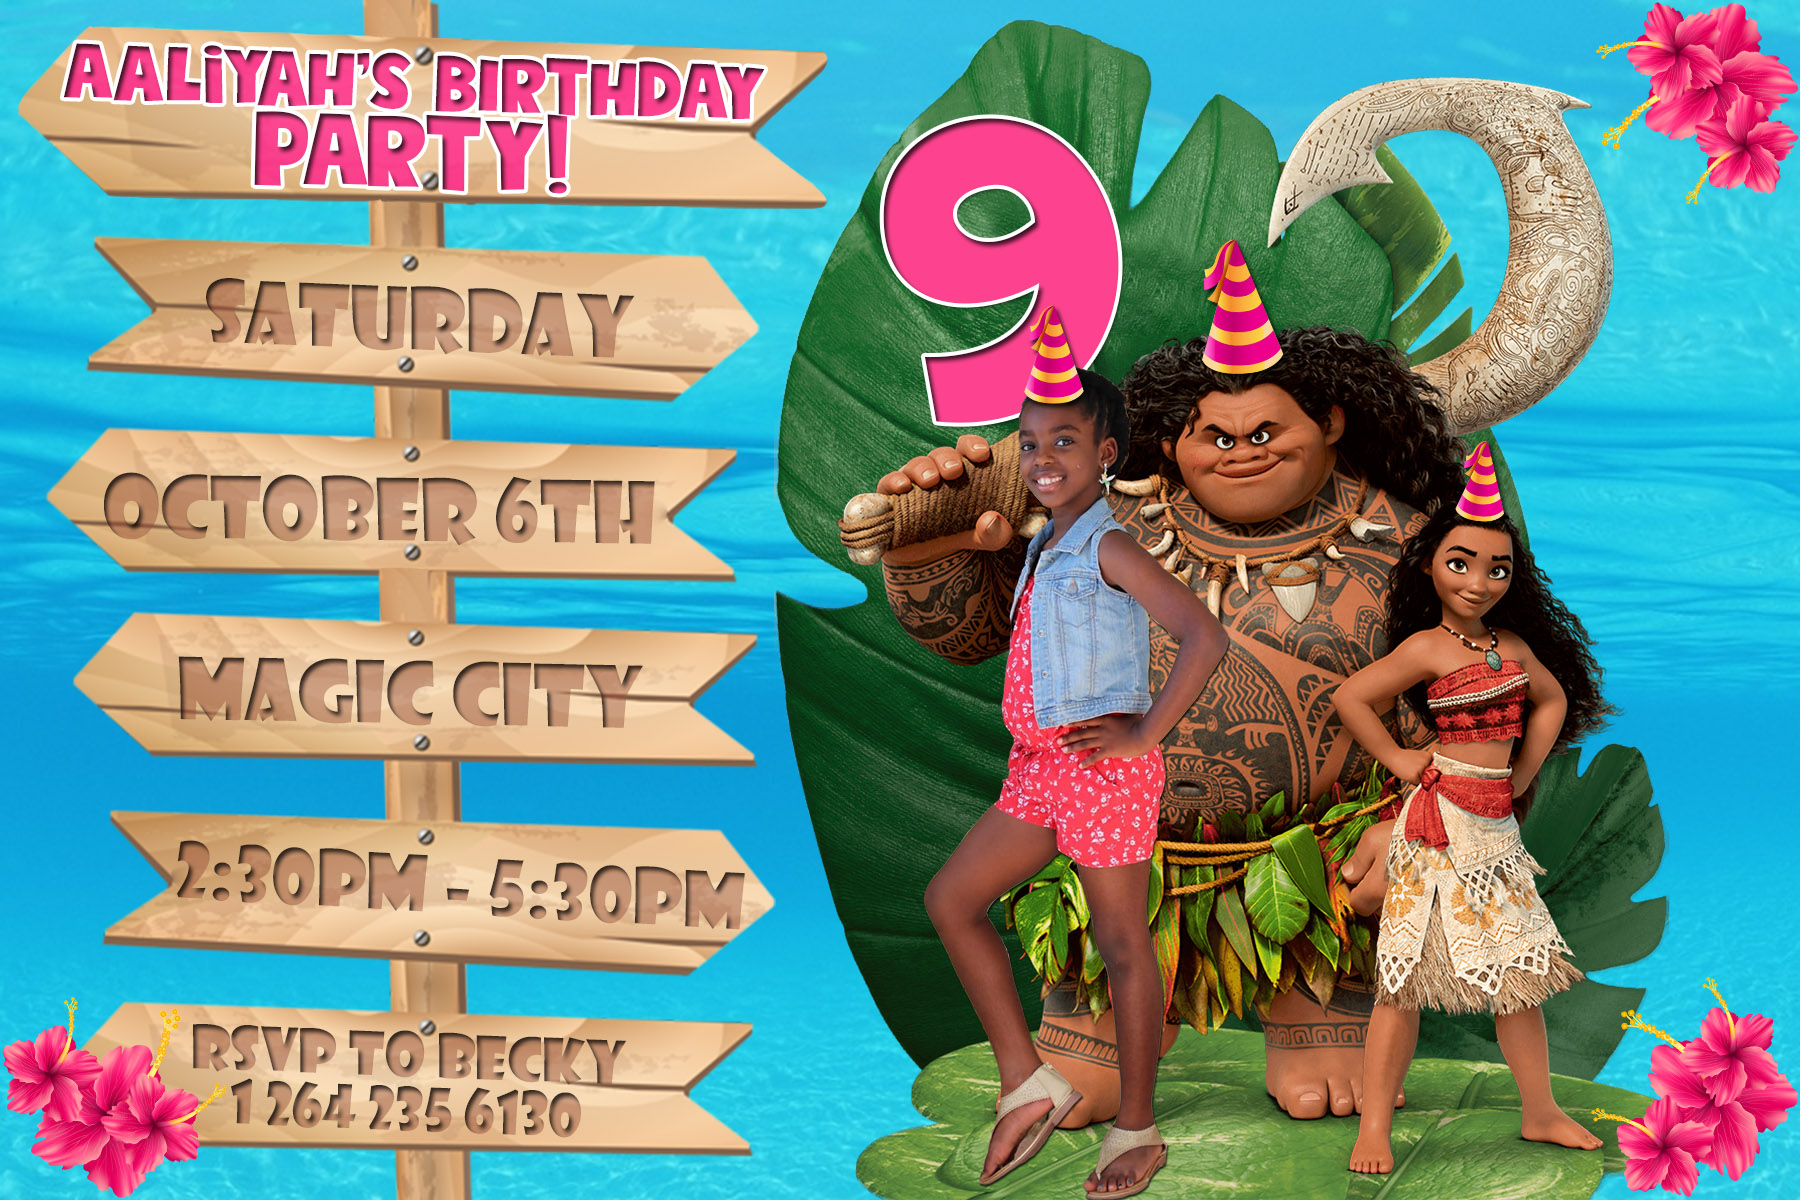 AALiYAH'S BIRTHDAY
PARTY!
9
SATURDAY
OCTOBER 6TH
MAGIC CITY
2:30PM - 5:30PM
RSVP TO BECKY
1 264 235 6130